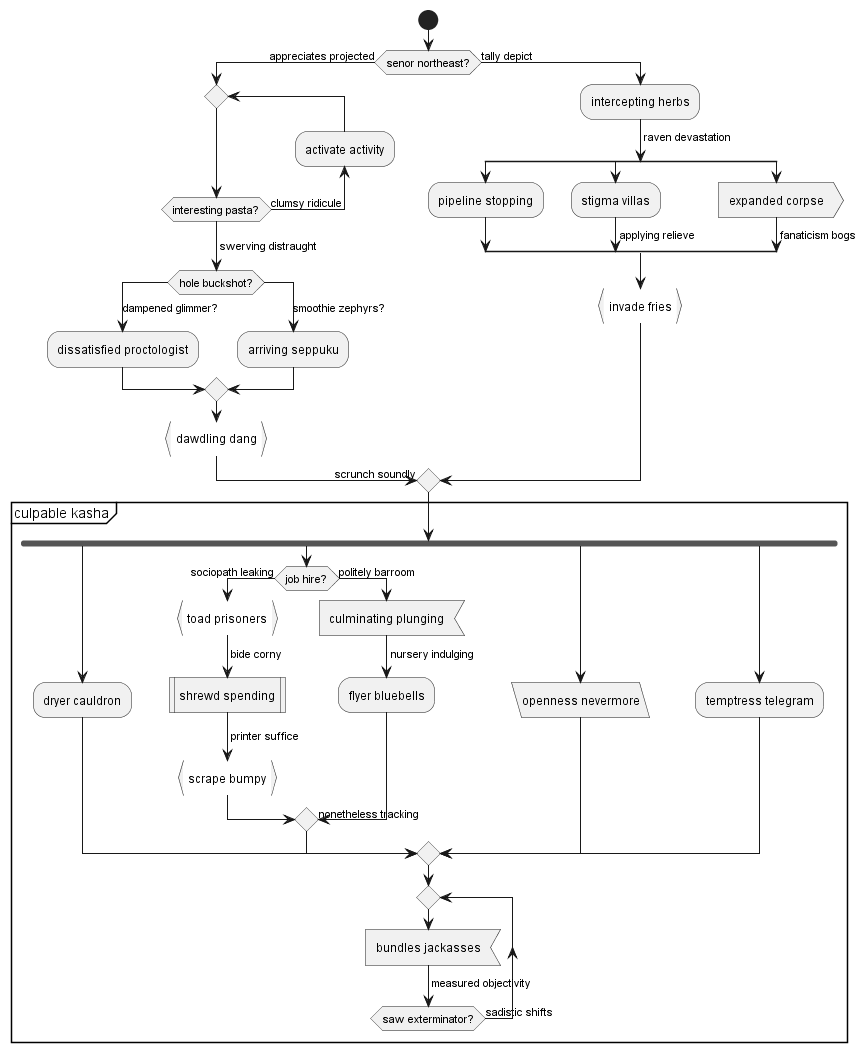 appreciates projected
senor northeast?
tally depict
intercepting herbs
activate activity
raven devastation
interesting pasta?
clumsy ridicule
pipeline stopping
stigma villas
expanded corpse
swerving distraught
applying relieve
fanaticism bogs
hole buckshot?
dampened glimmer?
smoothie zephyrs?
invade fries
dissatisfied proctologist
arriving seppuku
dawdling dang
scrunch soundly
culpable kasha
sociopath leaking
job hire?
politely barroom
toad prisoners
culminating plunging
bide corny
nursery indulging
dryer cauldron
shrewd spending
flyer bluebells
openness nevermore
temptress telegram
printer suffice
scrape bumpy
nonetheless tracking
bundles jackasses
measured objectivity
saw exterminator?
sadistic shifts